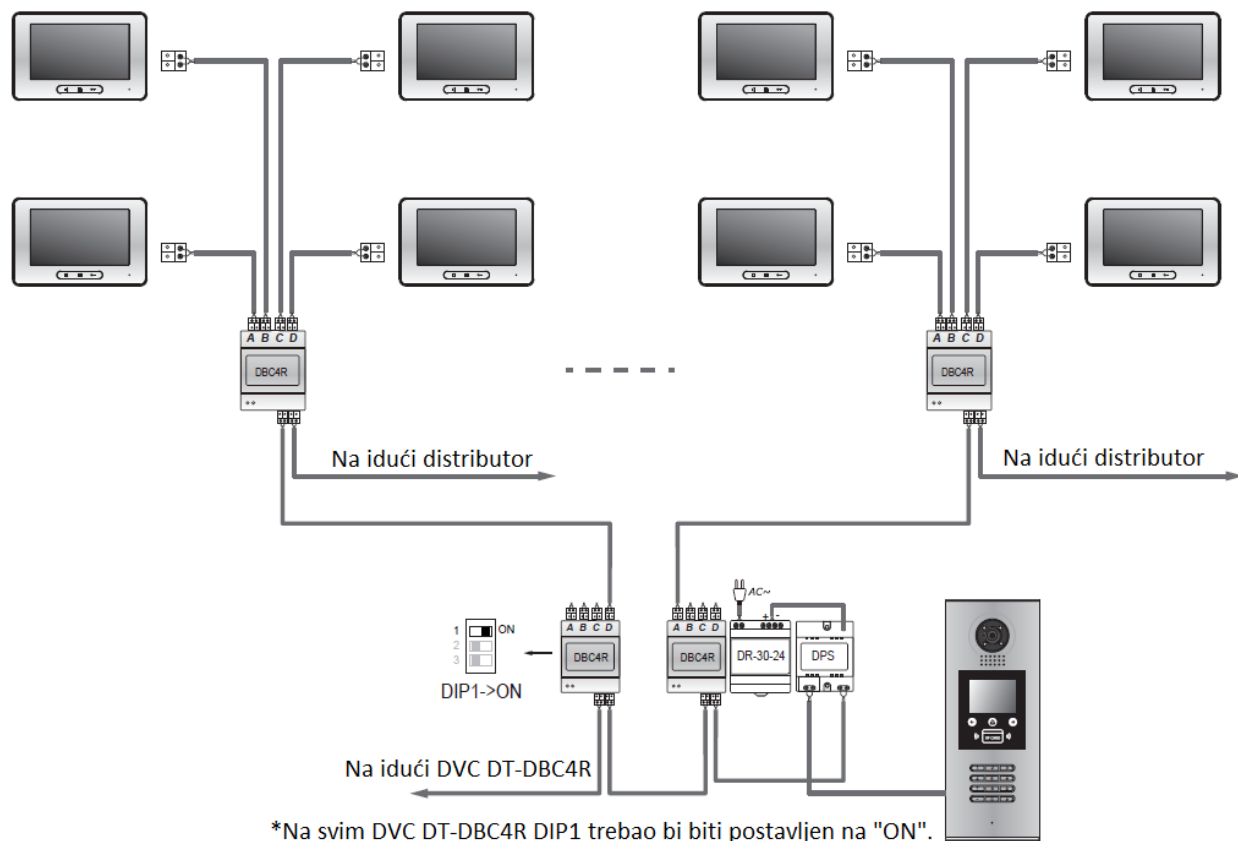 A B C D
DBC4R
A B C D
DBC4R
Na idući distributor
Na idući distributor
AC~
+ -
1 ON
2
3
DIP1->ON
A B C D
DBC4R
A B C D
DBC4R
DR-30-24
DPS
Na idući DVC DT-DBC4R
*Na svim DVC DT-DBC4R DIP1 trebao bi biti postavljen na "ON".